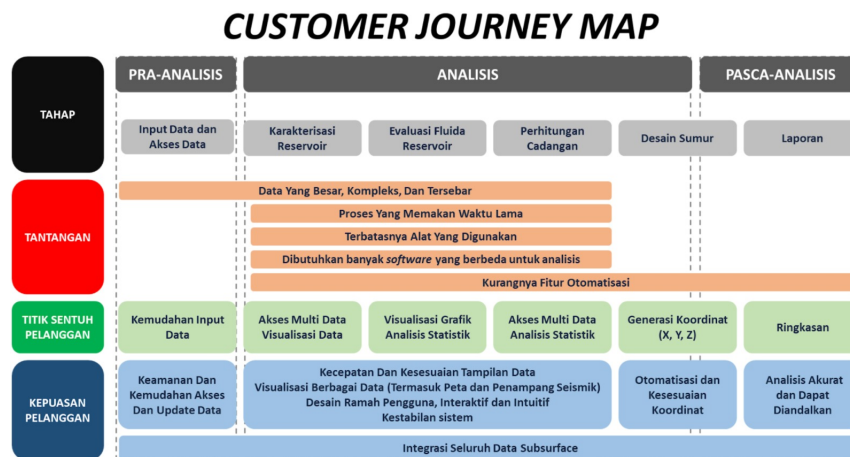 CUSTOMER JOURNEY MAP
PRA-ANALISIS
ANALISIS
PASCA-ANALISIS
TAHAP
Input Data dan
Akses Data
Karakterisasi
Reservoir
Evaluasi Fluida
Reservoir
Perhitungan
Cadangan
Desain Sumur
Laporan
TANTANGAN
Data Yang Besar, Kompleks, Dan Tersebar
Proses Yang Memakan Waktu Lama
Terbatasnya Alat Yang Digunakan
Dibutuhkan banyak software yang berbeda untuk analisis
Kurangnya Fitur Otomatisasi
TITIK SENTUH
PELANGGAN
Kemudahan Input
Data
Akses Multi Data
Visualisasi Data
Visualisasi Grafik
Analisis Statistik
Akses Multi Data
Analisis Statistik
Generasi Koordinat
(X, Y, Z)
Ringkasan
KEPUASAN
PELANGGAN
Keamanan Dan
Kemudahan Akses
Dan Update Data
Kecepatan Dan Kesesuaian Tampilan Data
Visualisasi Berbagai Data (Termasuk Peta dan Penampang Seismik)
Desain Ramah Pengguna, Interaktif dan Intuitif
Kestabilan sistem
Otomatisasi dan
Kesesuaian
Koordinat
Analisis Akurat
dan Dapat
Diandalkan
Integrasi Seluruh Data Subsurface